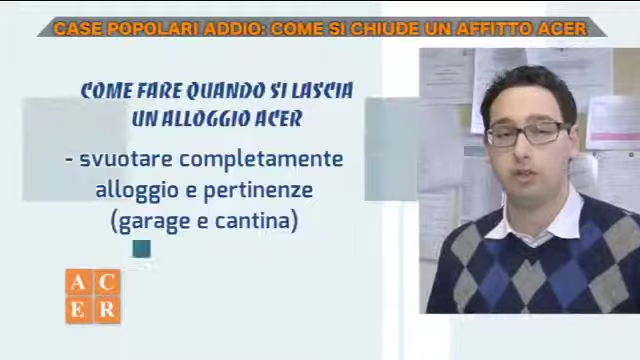 CASE POPOLARI ADDIO: COME SI CHIUDE UN AFFITTO ACER
COME FARE QUANDO SI LASCIA
UN ALLOGGIO ACER
- svuotare completamente
alloggio e pertinenze
(garage e cantina)
A C
E R